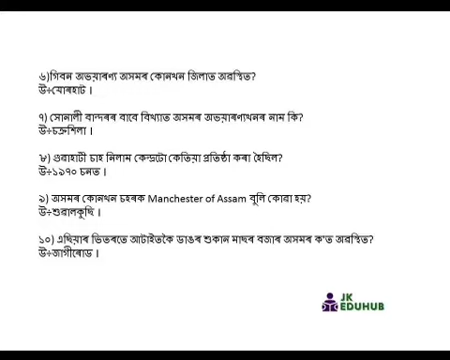 ৬)গিবন অভয়াৰণ্য অসমৰ কোনখন জিলাত অৱস্থিত?
উ÷যোৰহাট ।
৭) সোনালী বান্দৰৰ বাবে বিখ্যাত অসমৰ অভয়াৰণ্যখনৰ নাম কি?
উ÷চক্ৰশিলা ।
৮) গুৱাহাটী চাহ নিলাম কেন্দ্ৰটো কেতিয়া প্ৰতিষ্ঠা কৰা হৈছিল?
উ÷১৯৭০ চনত ।
৯) অসমৰ কোনখন চহৰক Manchester of Assam বুলি কোৱা হয়?
উ÷শুৱালকুছি ।
১০) এছিয়াৰ ভিতৰতে আটাইতকৈ ডাঙৰ শুকান মাছৰ বজাৰ অসমৰ ক'ত অৱস্থিত?
উ÷জাগীৰোড ।
JK
EDUHUB